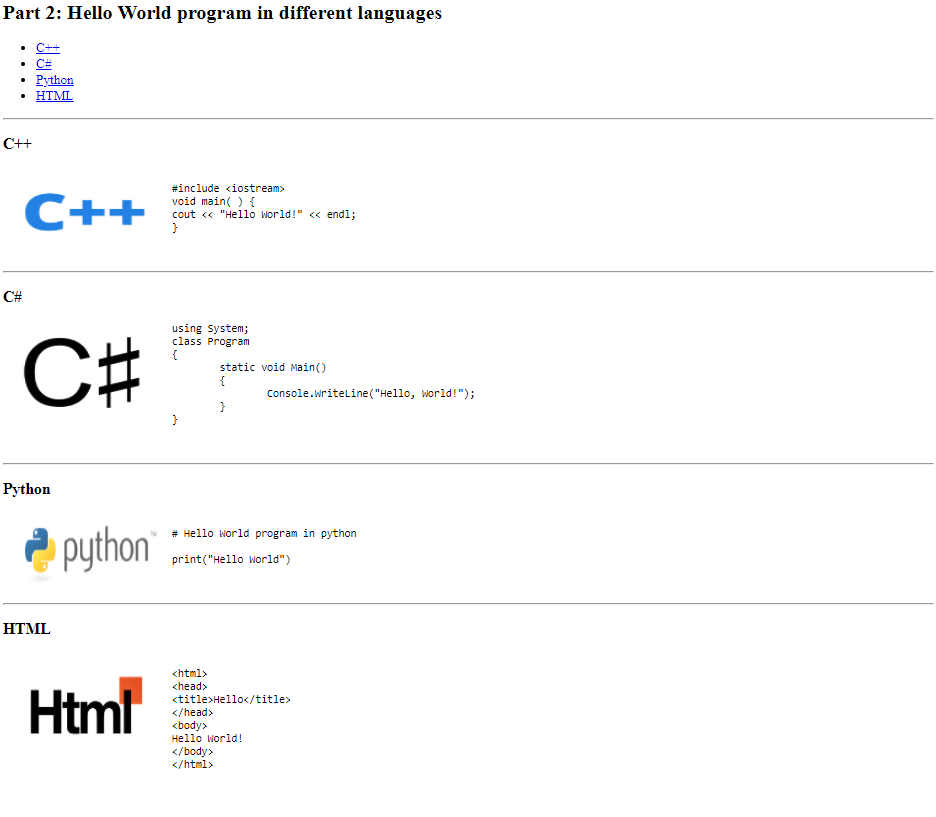 Part 2: Hello World program in different languages
C++
C#
Python
HTML
C++
C++
#include <iostream>
void main( ) {
cout << "Hello World!" << endl;
}
C#
C#
using System;
class Program
{
static void Main()
{
Console.WriteLine("Hello, World!");
}
}
Python
python™
# Hello World program in python
print("Hello World")
HTML
Html
<html>
<head>
<title>Hello</title>
</head>
<body>
Hello World!
</body>
</html>